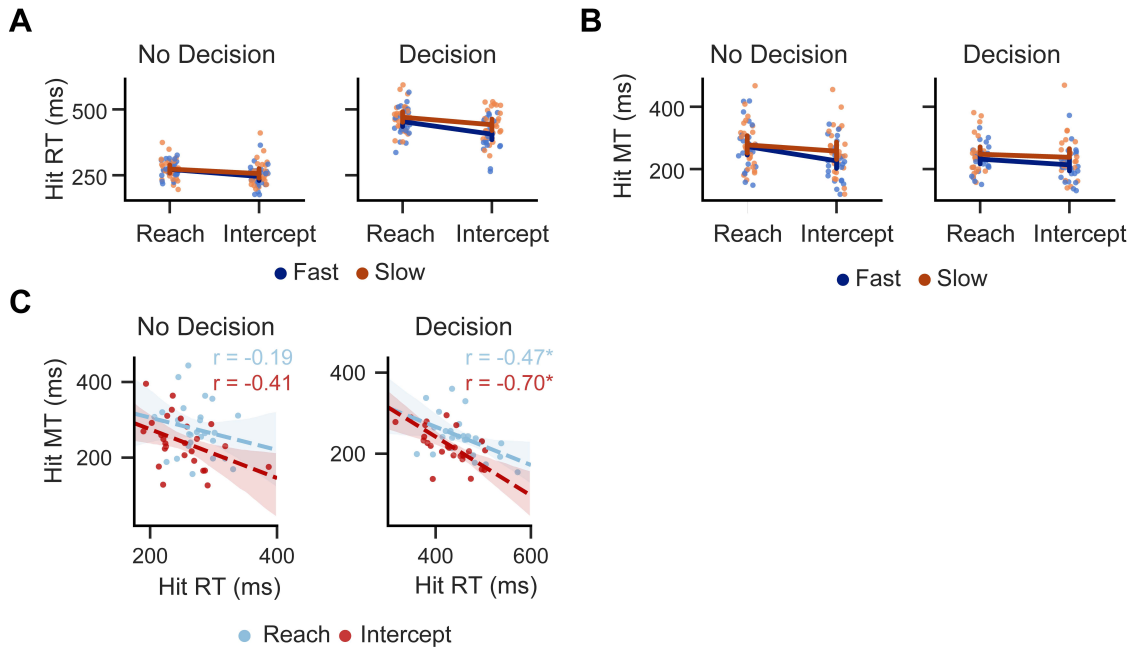 A
No Decision
Decision
Hit RT (ms)
500
250
Reach
Intercept
Reach
Intercept
Fast
Slow
B
No Decision
Decision
Hit MT (ms)
400
200
Reach
Intercept
Reach
Intercept
Fast
Slow
C
No Decision
Decision
Hit MT (ms)
r = -0.19
r = -0.41
400
200
200
400
Hit RT (ms)
r = -0.47*
r = -0.70*
400
200
400
600
Hit RT (ms)
Reach
Intercept